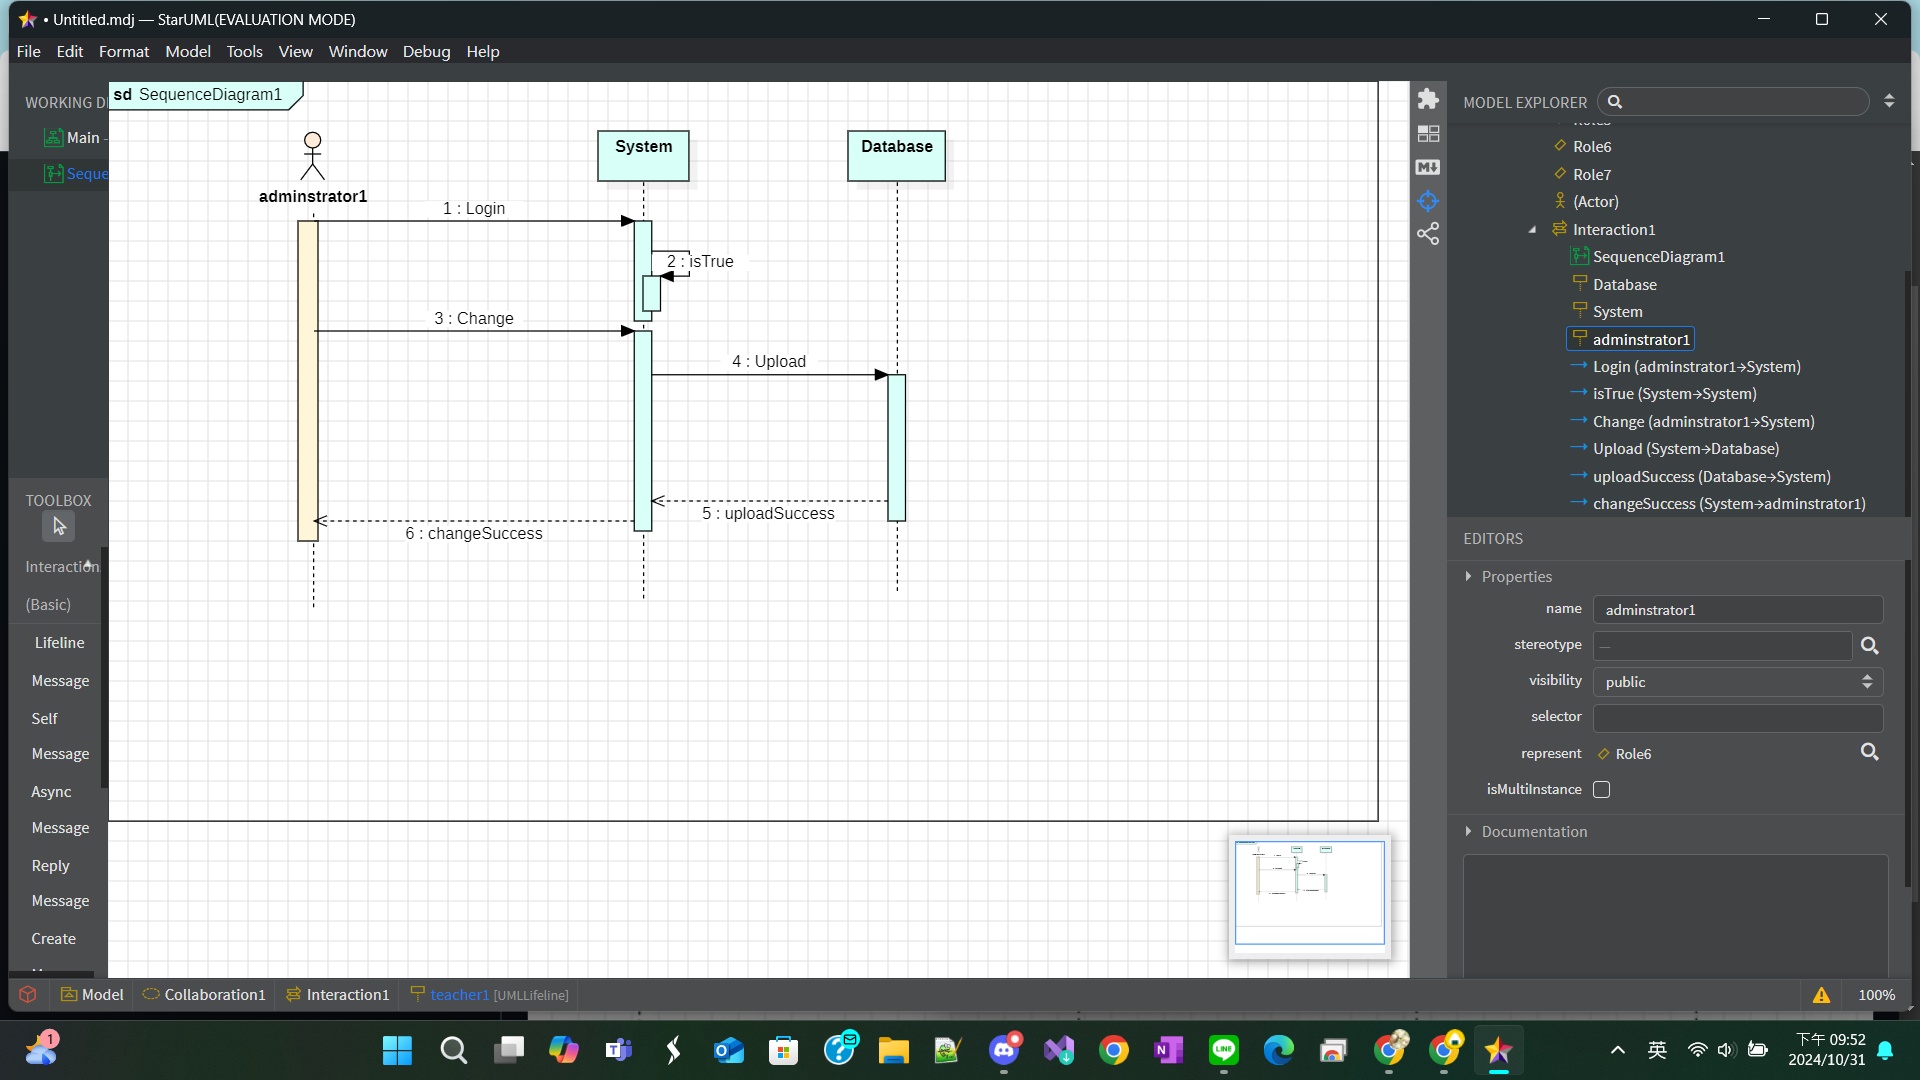 • Untitled.mdj — StarUML(EVALUATION MODE)
File Edit Format Model Tools View Window Debug Help
WORKING D
Main -
Seque
sd SequenceDiagram1
adminstrator1
System
Database
1 : Login
2 : isTrue
3 : Change
4 : Upload
5 : uploadSuccess
6 : changeSuccess
TOOLBOX
Interaction
(Basic)
Lifeline
Message
Self
Message
Async
Message
Reply
Message
Create
MODEL EXPLORER
Role6
Role7
(Actor)
Interaction1
SequenceDiagram1
Database
System
adminstrator1
Login (adminstrator1→System)
isTrue (System→System)
Change (adminstrator1→System)
Upload (System→Database)
uploadSuccess (Database→System)
changeSuccess (System→adminstrator1)
EDITORS
Properties
name adminstrator1
stereotype —
visibility public
selector
represent Role6
isMultiInstance
Documentation
Model Collaboration1 Interaction1 teacher1 [UMLLifeline]
100%
1
英
下午 09:52
2024/10/31